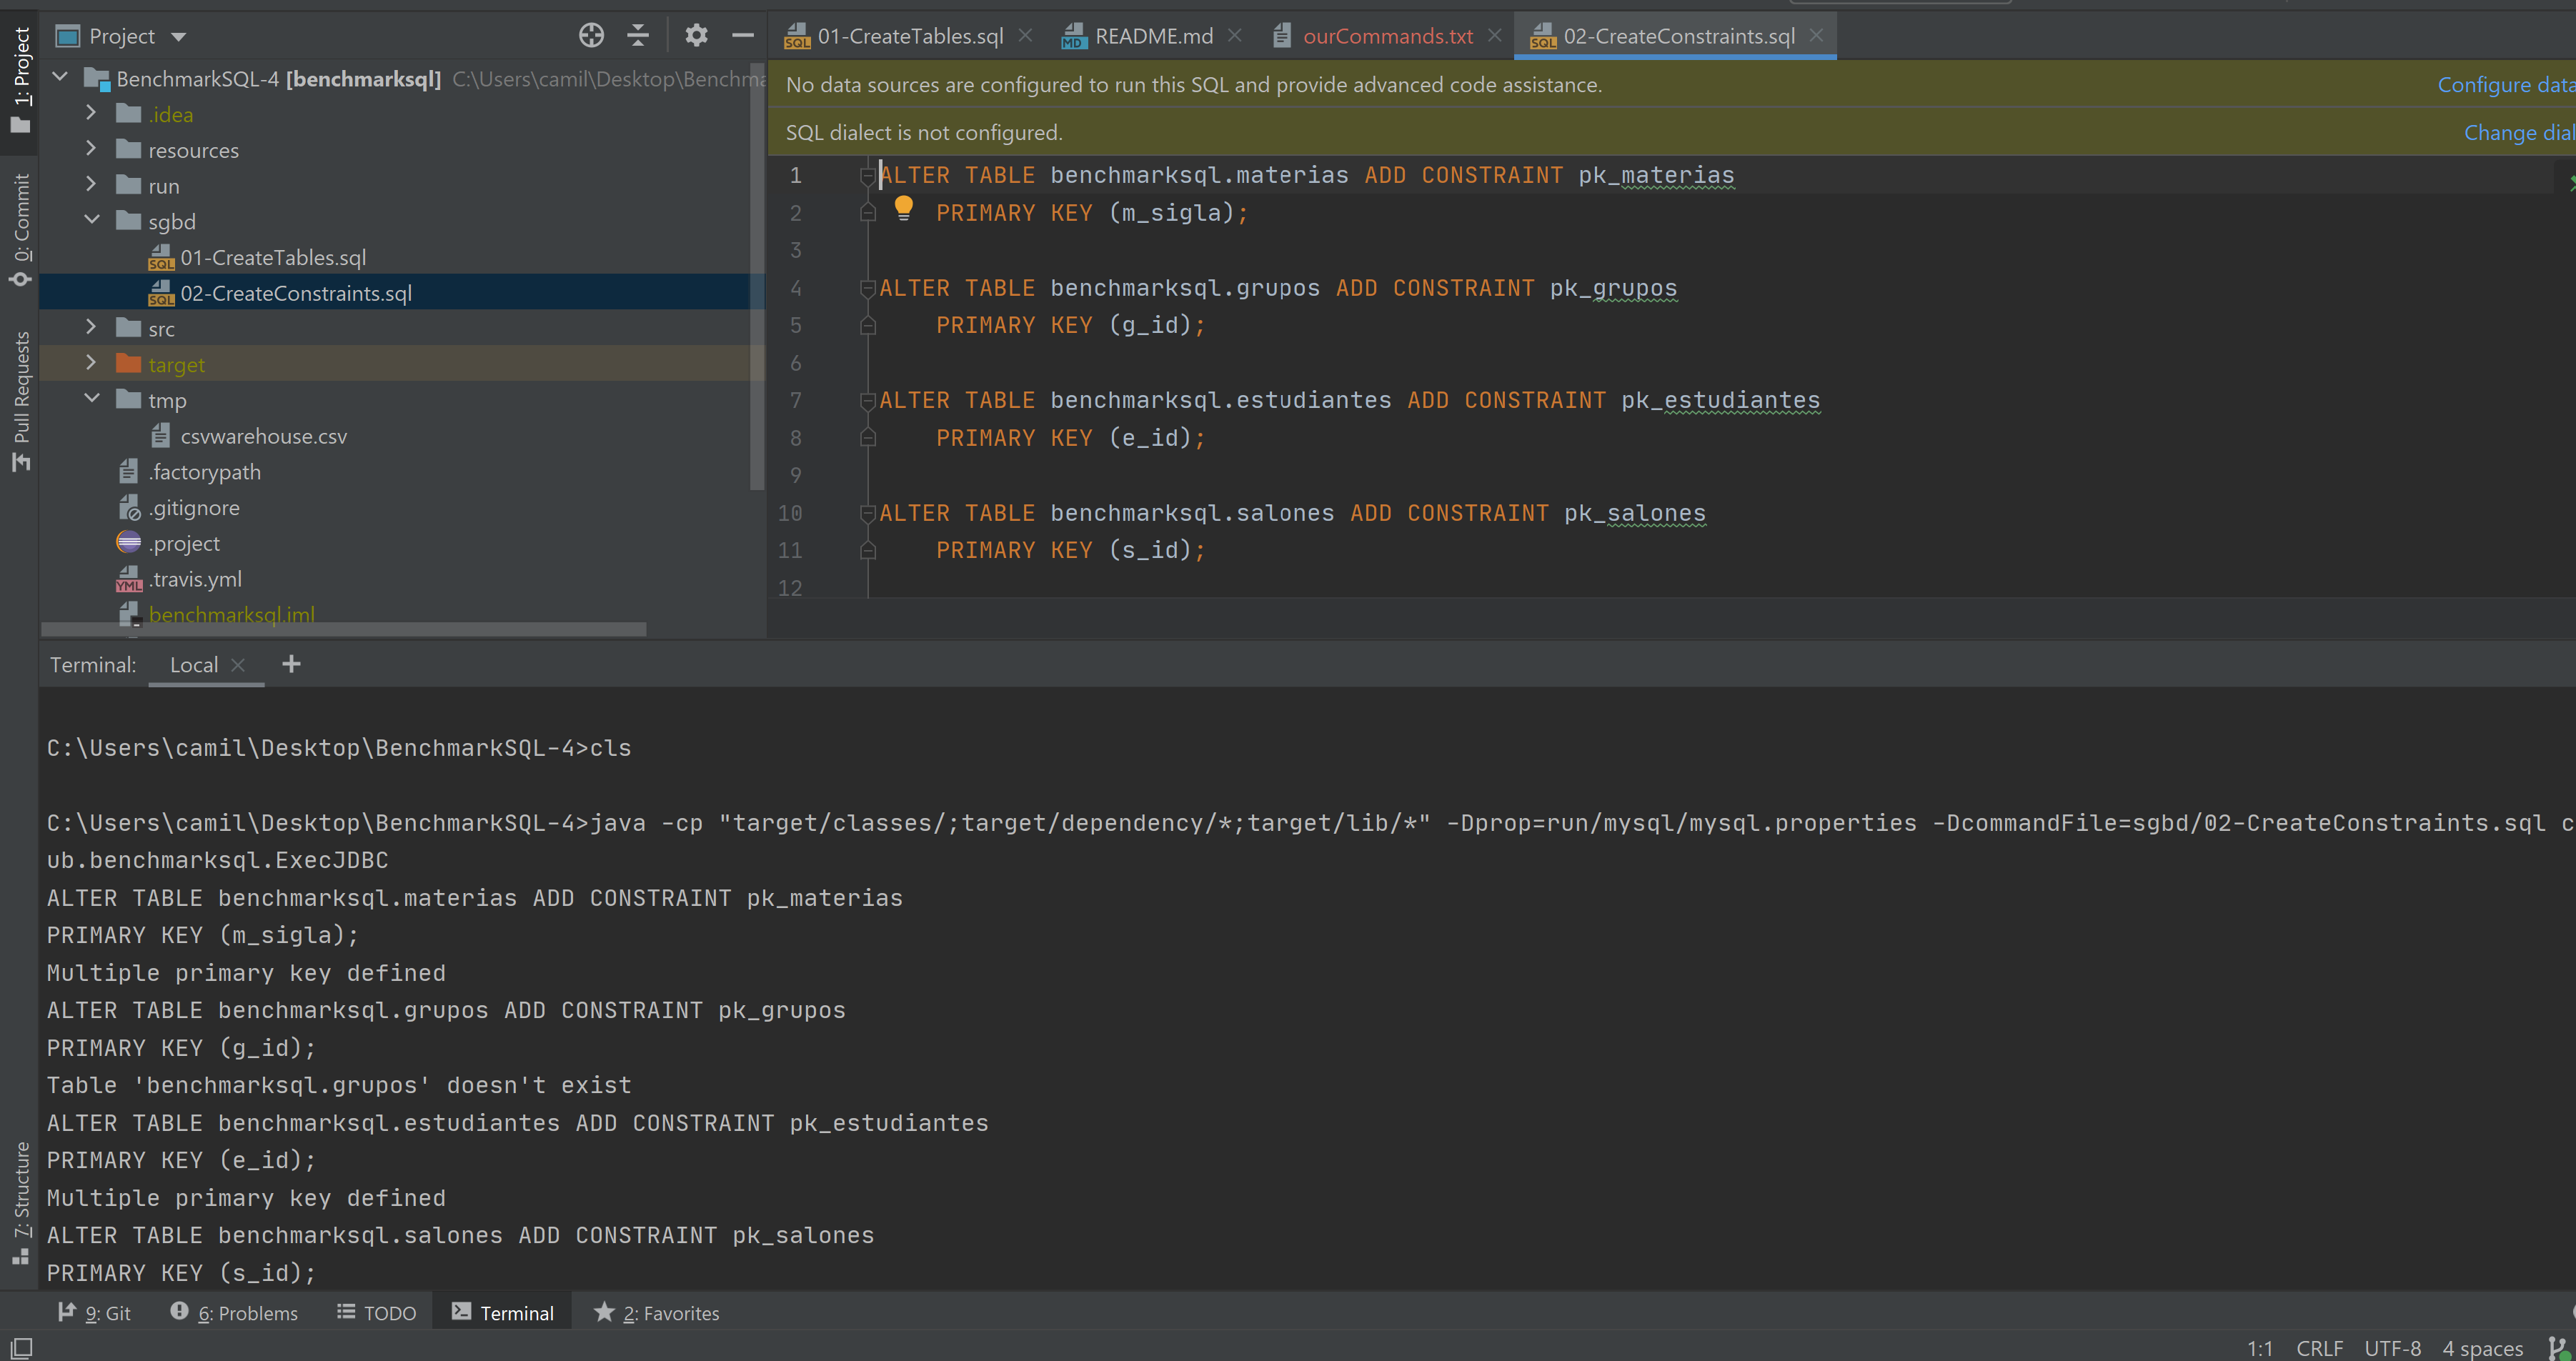 1: Project
0: Commit
Pull Requests
7: Structure
Project
BenchmarkSQL-4 [benchmarksql] C:\Users\camil\Desktop\Benchma
.idea
resources
run
sgbd
01-CreateTables.sql
02-CreateConstraints.sql
src
target
tmp
csvwarehouse.csv
.factorypath
.gitignore
.project
.travis.yml
benchmarksql.iml
01-CreateTables.sql README.md ourCommands.txt 02-CreateConstraints.sql
No data sources are configured to run this SQL and provide advanced code assistance. Configure data
SQL dialect is not configured. Change dial
1 ALTER TABLE benchmarksql.materias ADD CONSTRAINT pk_materias
2 PRIMARY KEY (m_sigla);
3
4 ALTER TABLE benchmarksql.grupos ADD CONSTRAINT pk_grupos
5 PRIMARY KEY (g_id);
6
7 ALTER TABLE benchmarksql.estudiantes ADD CONSTRAINT pk_estudiantes
8 PRIMARY KEY (e_id);
9
10 ALTER TABLE benchmarksql.salones ADD CONSTRAINT pk_salones
11 PRIMARY KEY (s_id);
12
Terminal: Local
C:\Users\camil\Desktop\BenchmarkSQL-4>cls
C:\Users\camil\Desktop\BenchmarkSQL-4>java -cp "target/classes/;target/dependency/*;target/lib/*" -Dprop=run/mysql/mysql.properties -DcommandFile=sgbd/02-CreateConstraints.sql c
ub.benchmarksql.ExecJDBC
ALTER TABLE benchmarksql.materias ADD CONSTRAINT pk_materias
PRIMARY KEY (m_sigla);
Multiple primary key defined
ALTER TABLE benchmarksql.grupos ADD CONSTRAINT pk_grupos
PRIMARY KEY (g_id);
Table 'benchmarksql.grupos' doesn't exist
ALTER TABLE benchmarksql.estudiantes ADD CONSTRAINT pk_estudiantes
PRIMARY KEY (e_id);
Multiple primary key defined
ALTER TABLE benchmarksql.salones ADD CONSTRAINT pk_salones
PRIMARY KEY (s_id);
9: Git 6: Problems TODO Terminal 2: Favorites
1:1 CRLF UTF-8 4 spaces